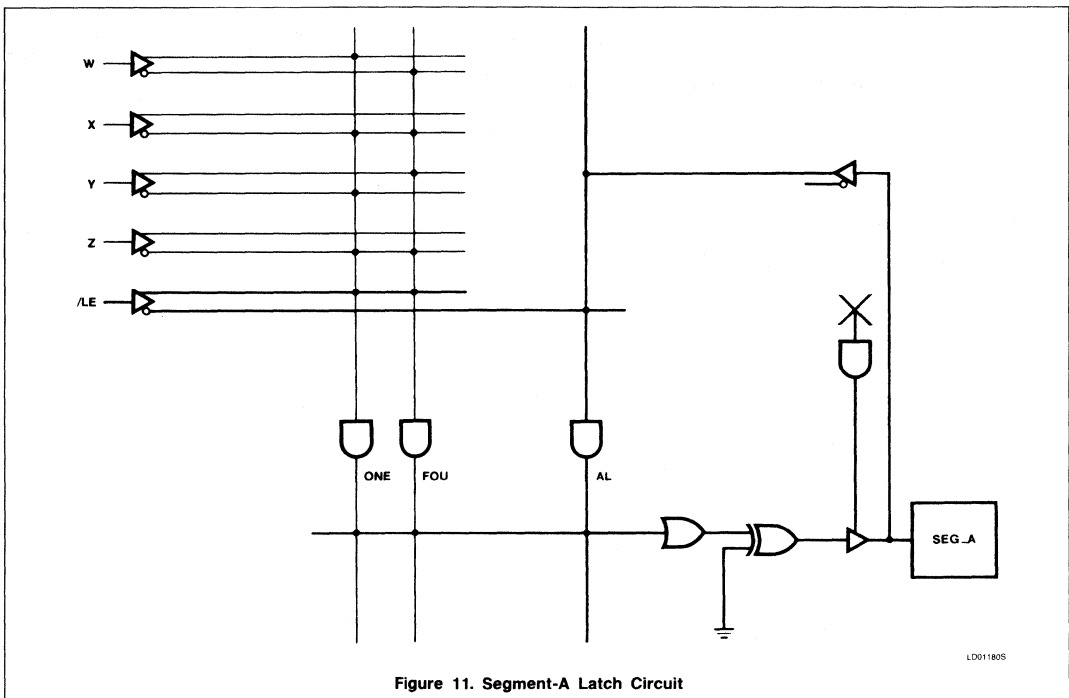 W
X
Y
Z
/LE
ONE
FOU
AL
SEG_A
LD01180S
Figure 11. Segment-A Latch Circuit